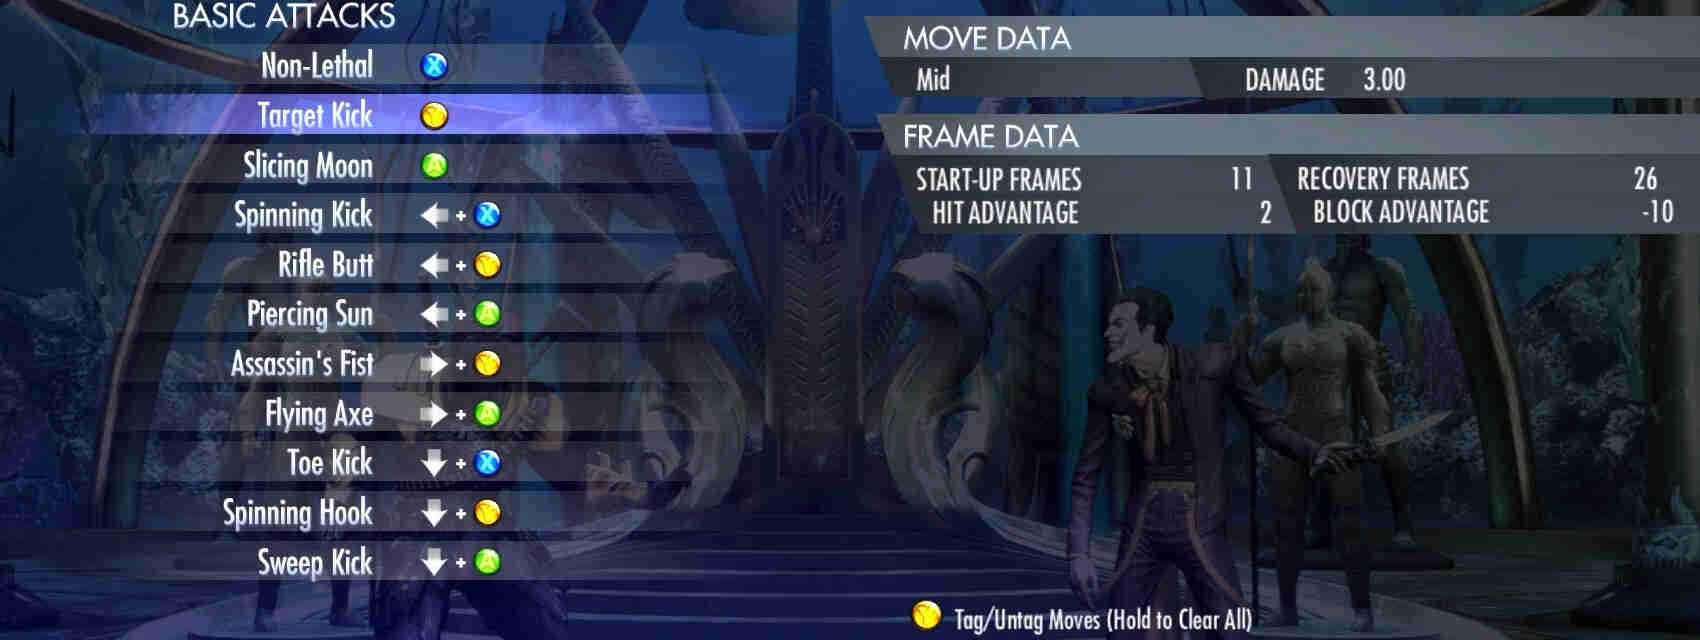 BASIC ATTACKS
Non-Lethal X
Target Kick Y
Slicing Moon A
Spinning Kick + X
Rifle Butt + Y
Piercing Sun + A
Assassin's Fist + Y
Flying Axe + A
Toe Kick + X
Spinning Hook + Y
Sweep Kick + A
MOVE DATA
Mid DAMAGE 3.00
FRAME DATA
START-UP FRAMES 11 RECOVERY FRAMES 26
HIT ADVANTAGE 2 BLOCK ADVANTAGE -10
Y Tag/Untag Moves (Hold to Clear All)